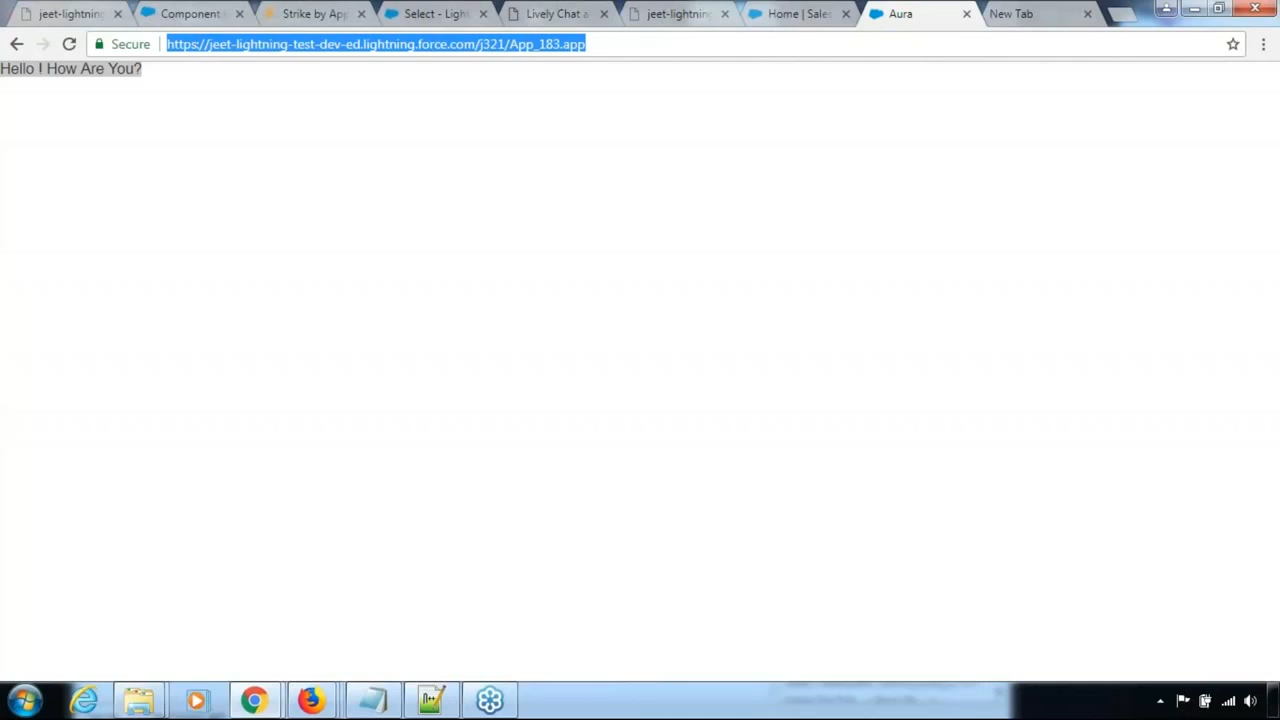 jeet-lightning
Component
Strike by App
Select - Ligh
Lively Chat a
jeet-lightning
Home | Sales
Aura
New Tab
Secure
https://jeet-lightning-test-dev-ed.lightning.force.com/j321/App_183.app
Hello ! How Are You?